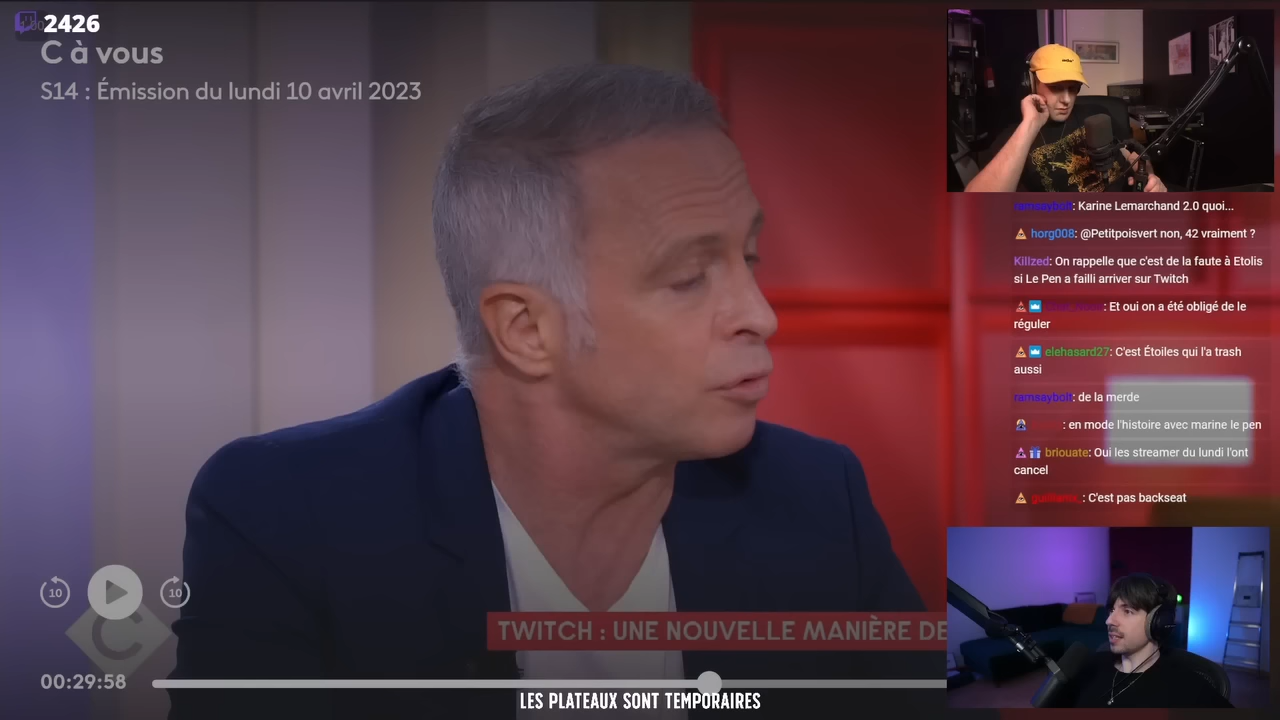 2426
C à vous
S14 : Émission du lundi 10 avril 2023
ramsaybolt: Karine Lemarchand 2.0 quoi...
horg008: @Petitpoisvert non, 42 vraiment ?
Killzed: On rappelle que c'est de la faute à Etolis
si Le Pen a failli arriver sur Twitch
: Et oui on a été obligé de le
réguler
elehasard27: C'est Étoiles qui l'a trash
aussi
ramsaybolt: de la merde
: en mode l'histoire avec marine le pen
briouate: Oui les streamer du lundi l'ont
cancel
: C'est pas backseat
10
10
C
TWITCH : UNE NOUVELLE MANIÈRE DE
00:29:58
LES PLATEAUX SONT TEMPORAIRES